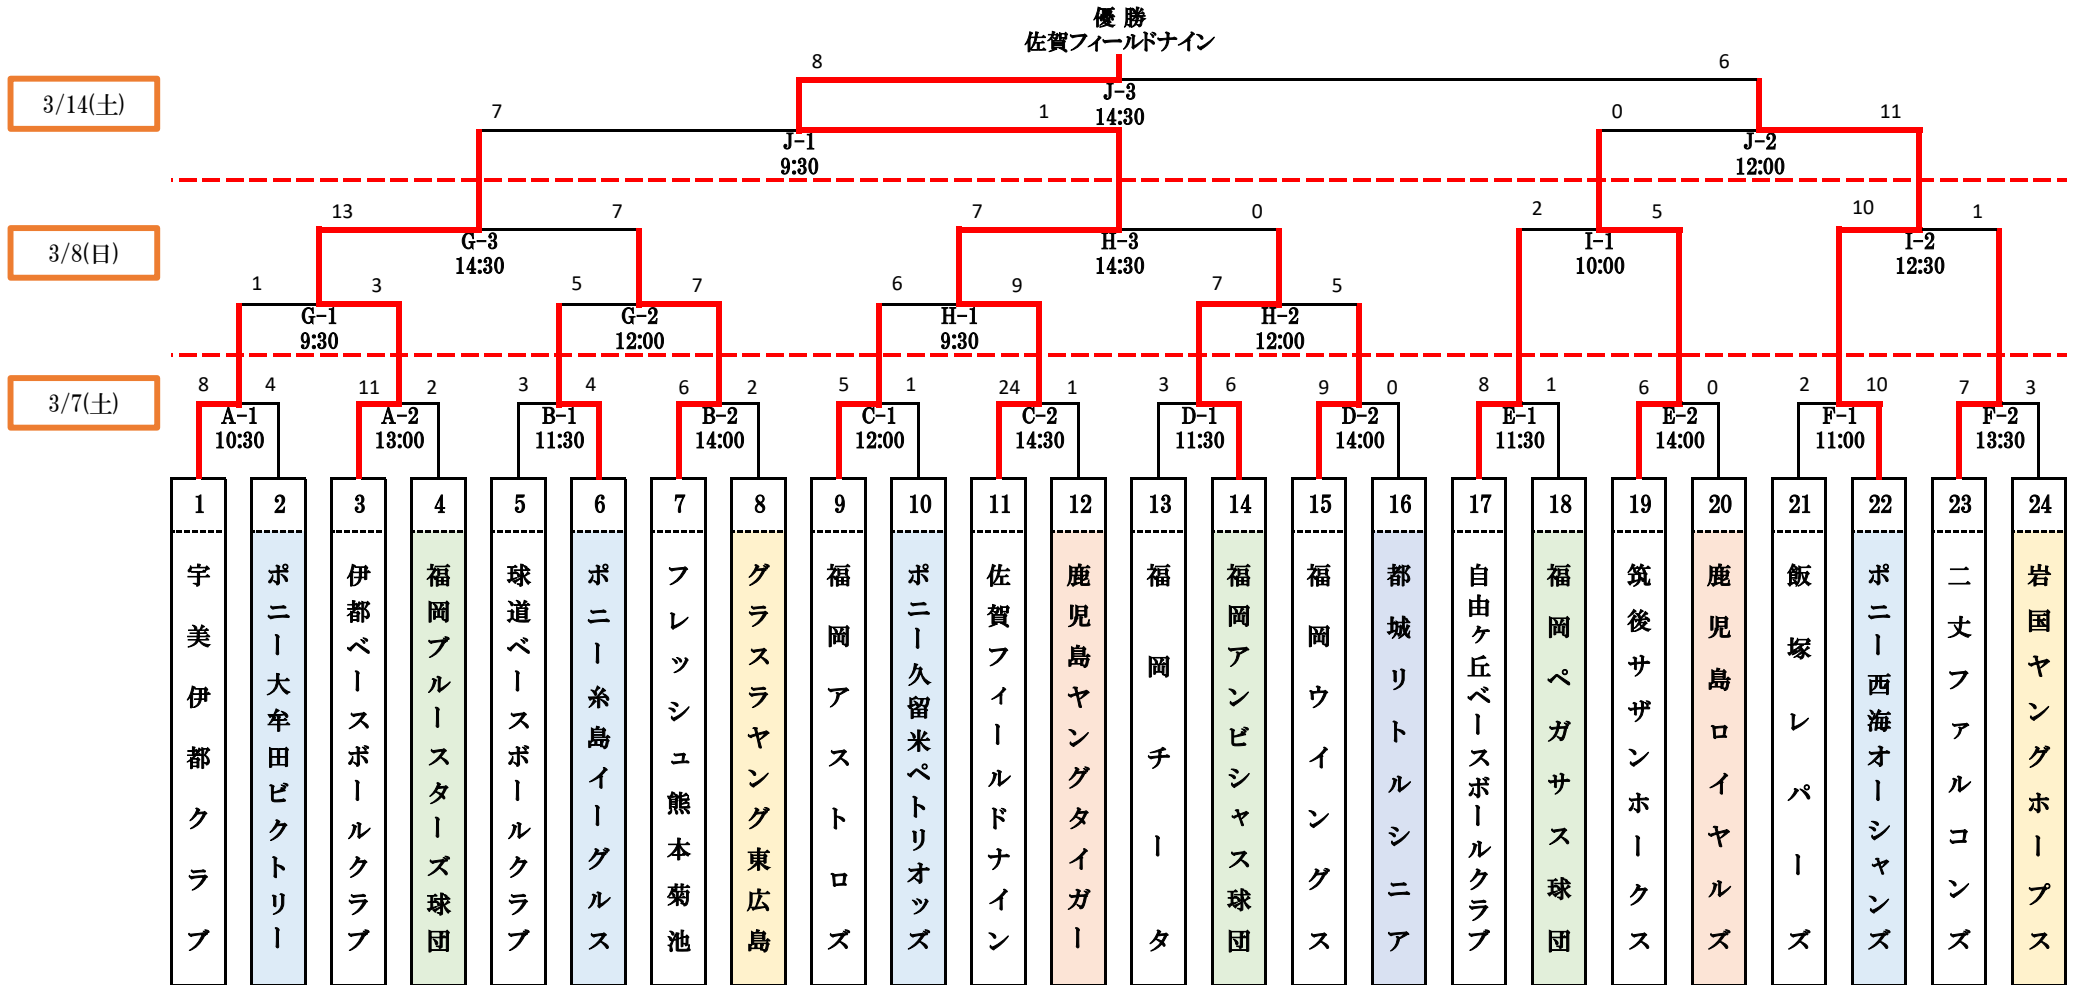 優 勝
佐賀フィールドナイン
8
6
3/14(土)
J-3
14:30
7
1
0
11
J-1
9:30
J-2
12:00
13
7
7
0
2
5
10
1
3/8(日)
G-3
14:30
H-3
14:30
I-1
10:00
I-2
12:30
1
3
5
7
6
9
7
5
G-1
9:30
G-2
12:00
H-1
9:30
H-2
12:00
3/7(土)
8
4
11
2
3
4
6
2
5
1
24
1
3
6
9
0
8
1
6
0
2
10
7
3
A-1
10:30
A-2
13:00
B-1
11:30
B-2
14:00
C-1
12:00
C-2
14:30
D-1
11:30
D-2
14:00
E-1
11:30
E-2
14:00
F-1
11:00
F-2
13:30
1
宇美伊都クラブ
2
ポニー大牟田ビクトリー
3
伊都ベースボールクラブ
4
福岡ブルースターズ球団
5
球道ベースボールクラブ
6
ポニー糸島イーグルス
7
フレッシュ熊本菊池
8
グラスラヤング東広島
9
福岡アストロズ
10
ポニー久留米ペトリオッズ
11
佐賀フィールドナイン
12
鹿児島ヤングタイガー
13
福岡チータ
14
福岡アンビシャス球団
15
福岡ウイングス
16
都城リトルシニア
17
自由ヶ丘ベースボールクラブ
18
福岡ペガサス球団
19
筑後サザンホークス
20
鹿児島ロイヤルズ
21
飯塚レパーズ
22
ポニー西海オーシャンズ
23
二丈ファルコンズ
24
岩国ヤングホープス